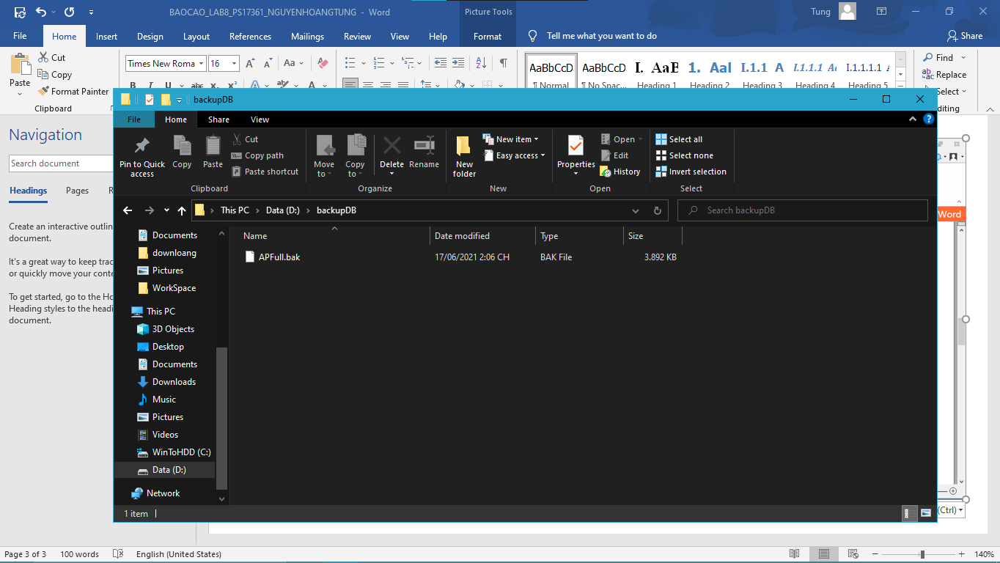 BAOCAO_LAB8_PS17361_NGUYENHOANGTUNG - Word
Picture Tools
Tung
File Home Insert Design Layout References Mailings Review View Help Format Tell me what you want to do Share
Paste
Cut
Copy
Format Painter
Clipboard
Times New Roma 16
Aa
B I U abc x x²
AaBbCcD AaBbCcD I. AaB 1. AaI I.1.1 A I.1.1.1 Aa I.1.1.1.1 A
¶ Normal ¶ No Spac... Heading 1 Heading 2 Heading 3 Heading 4 Heading 5
Find
Replace
Select
diting
Navigation
Search document
Headings Pages R
Create an interactive outlin
document.
It's a great way to keep trac
or quickly move your conte
To get started, go to the Ho
Heading styles to the headi
document.
backupDB
File Home Share View
Pin to Quick access
Copy
Paste
Cut
Copy path
Paste shortcut
Clipboard
Move to
Copy to
Delete
Rename
Organize
New folder
New item
Easy access
New
Properties
Open
Edit
History
Open
Select all
Select none
Invert selection
Select
This PC Data (D:) backupDB
Search backupDB
Documents
downloang
Pictures
WorkSpace
This PC
3D Objects
Desktop
Documents
Downloads
Music
Pictures
Videos
WinToHDD (C:)
Data (D:)
Network
Name Date modified Type Size
APFull.bak 17/06/2021 2:06 CH BAK File 3.892 KB
1 item
Word
(Ctrl)
Page 3 of 3 100 words English (United States) 140%